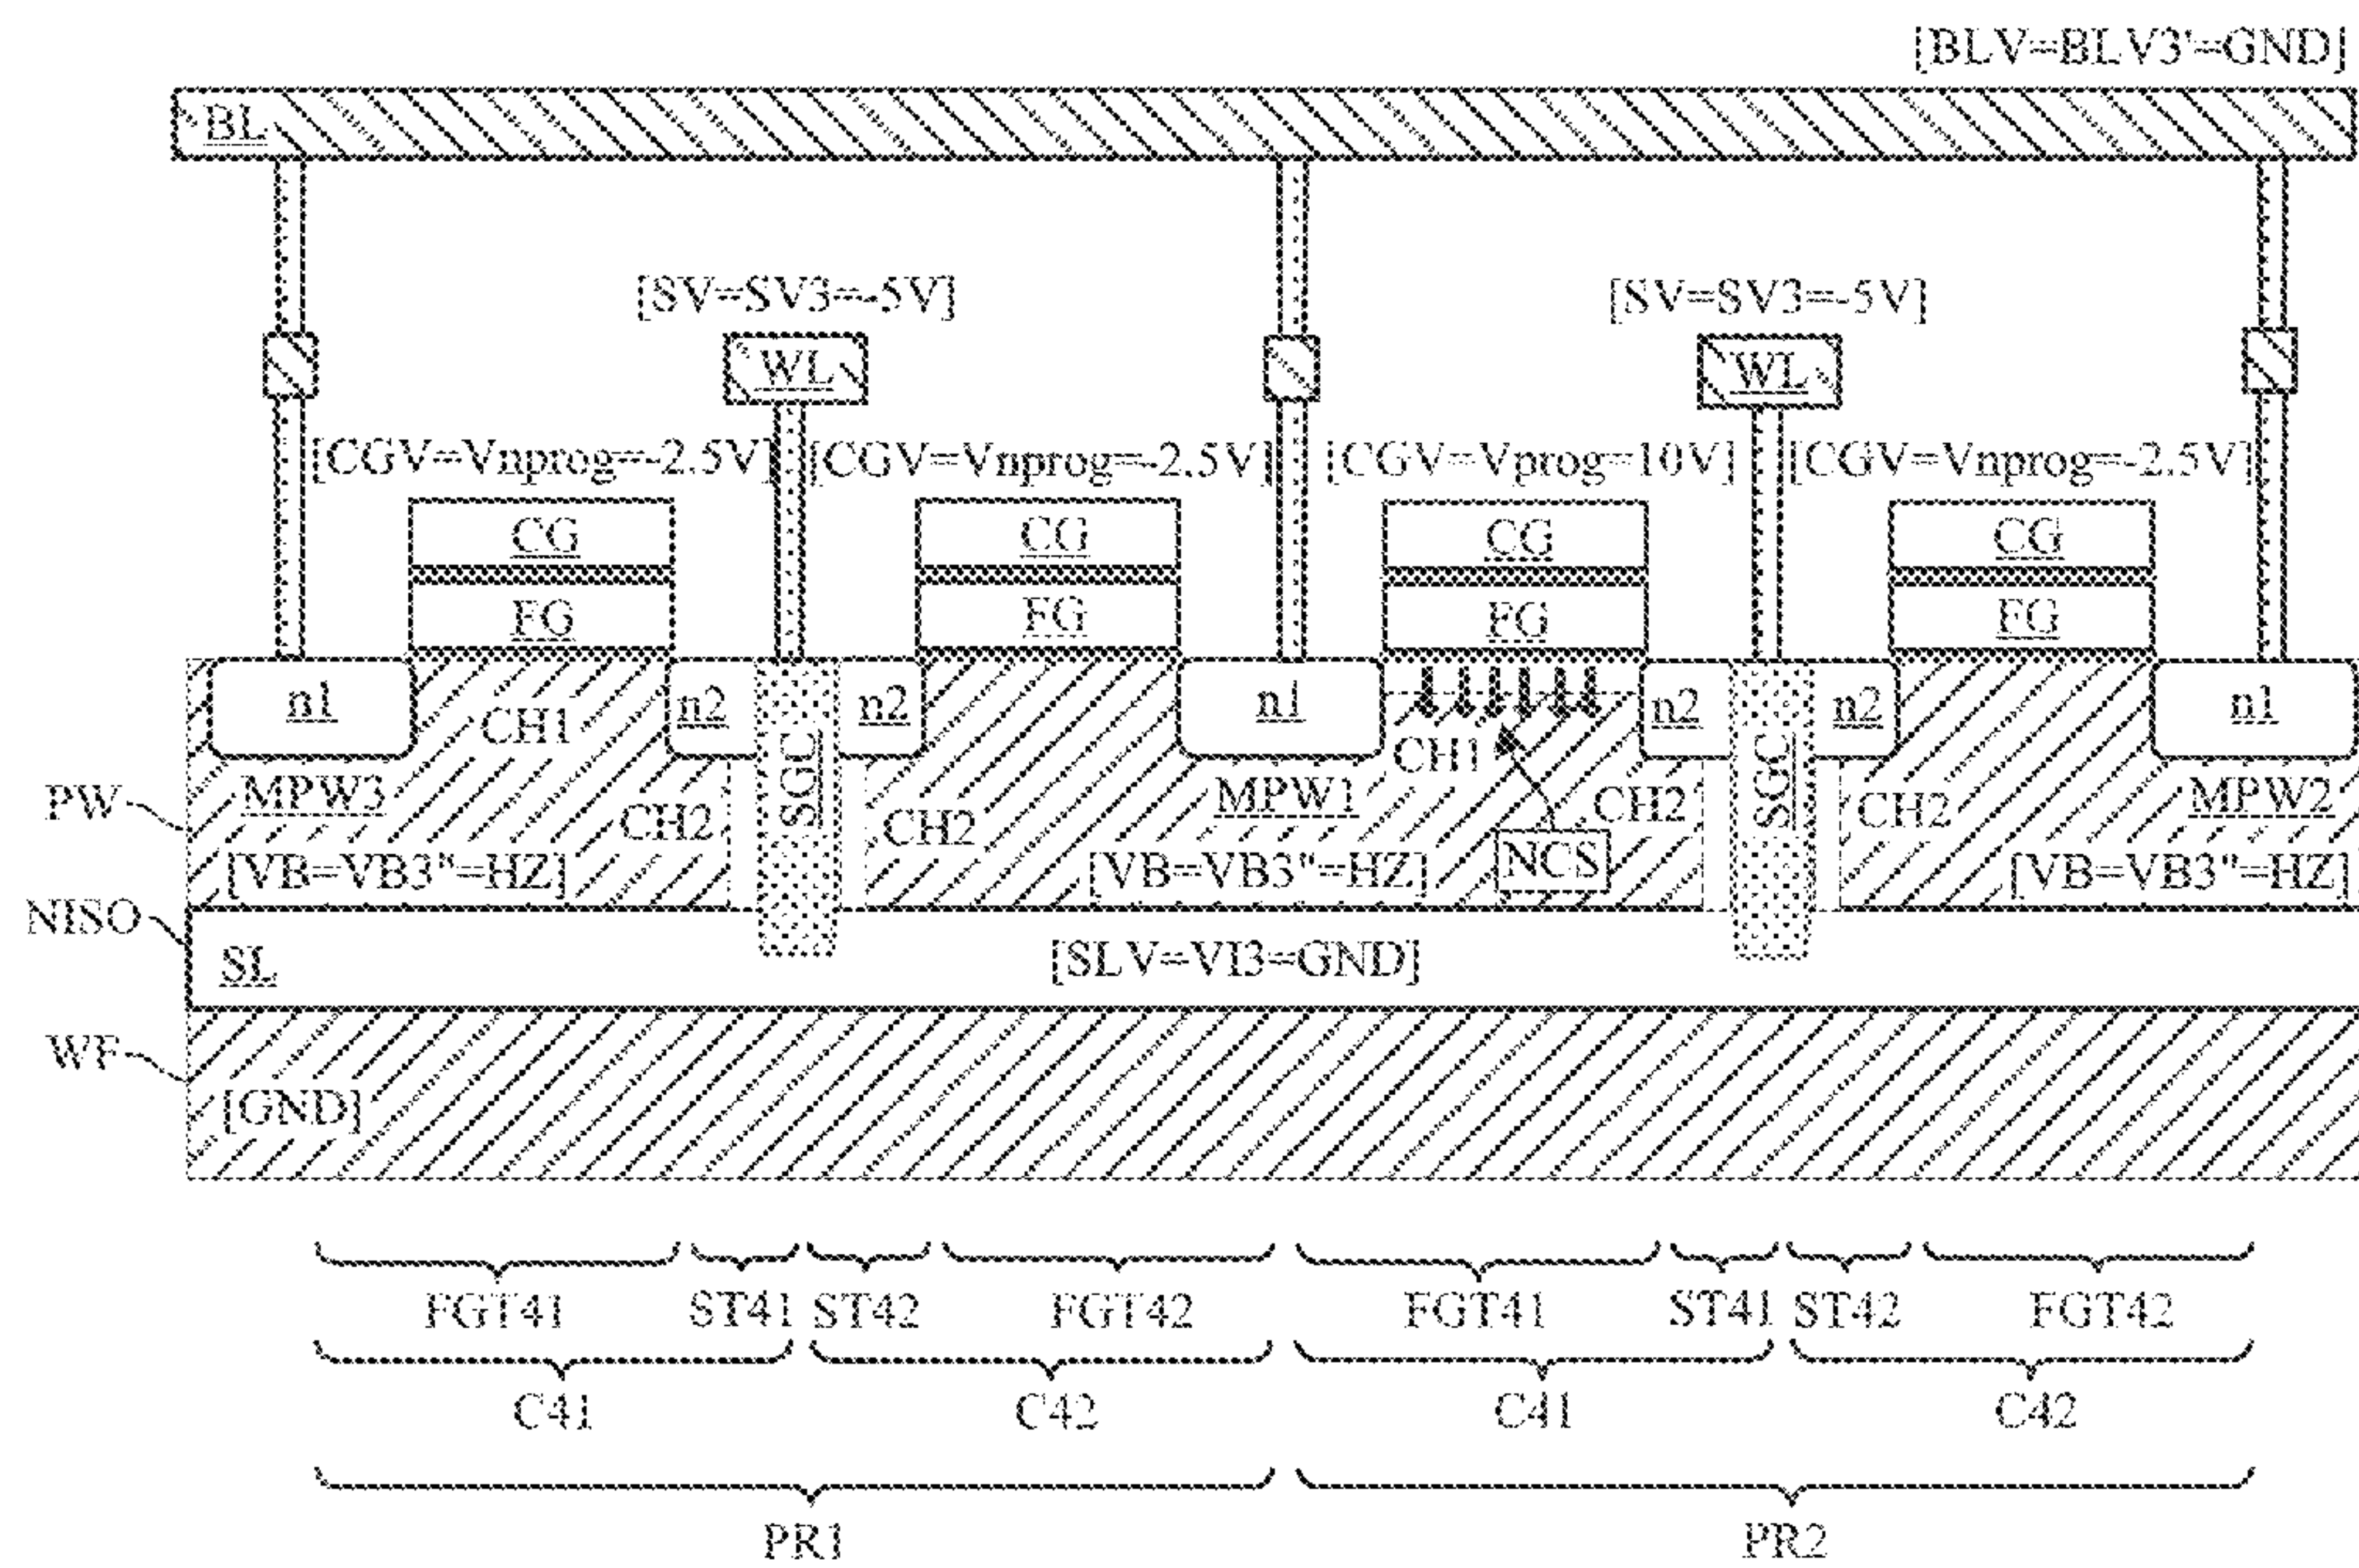 [BLV=BLV3'=GND]
BL
[SV=SV3=-5V] [SV=SV3=-5V]
WL WL
[CGV=Vnprog=-2.5V] [CGV=Vnprog=-2.5V] [CGV=Vprog=10V] [CGV=Vnprog=-2.5V]
CG CG CG CG
FG FG FG FG
n1 CH1 n2 n2 n1 n2 n2 n1
CH1
PW MPW3 CH2 SGC CH2 MPW1 CH2 SGC CH2 MPW2
[VB=VB3"=HZ] [VB=VB3"=HZ] NCS [VB=VB3"=HZ]
NISO
SL [SLV=VI3=GND]
WF
[GND]
FGT41 ST41 ST42 FGT42 FGT41 ST41 ST42 FGT42
C41 C42 C41 C42
PR1 PR2